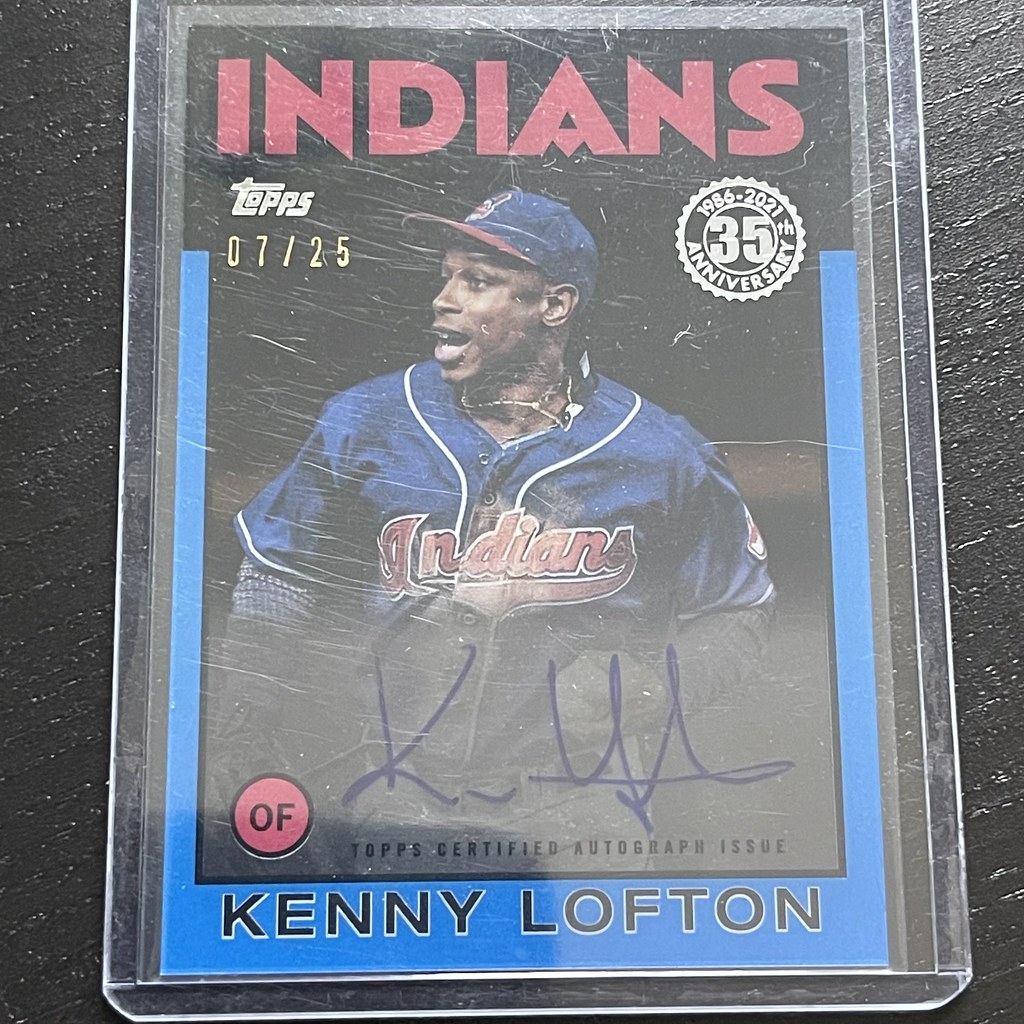 INDIANS
Topps
07/25
1986-2021
35th
ANNIVERSARY
Indians
OF
TOPPS CERTIFIED AUTOGRAPH ISSUE
KENNY LOFTON